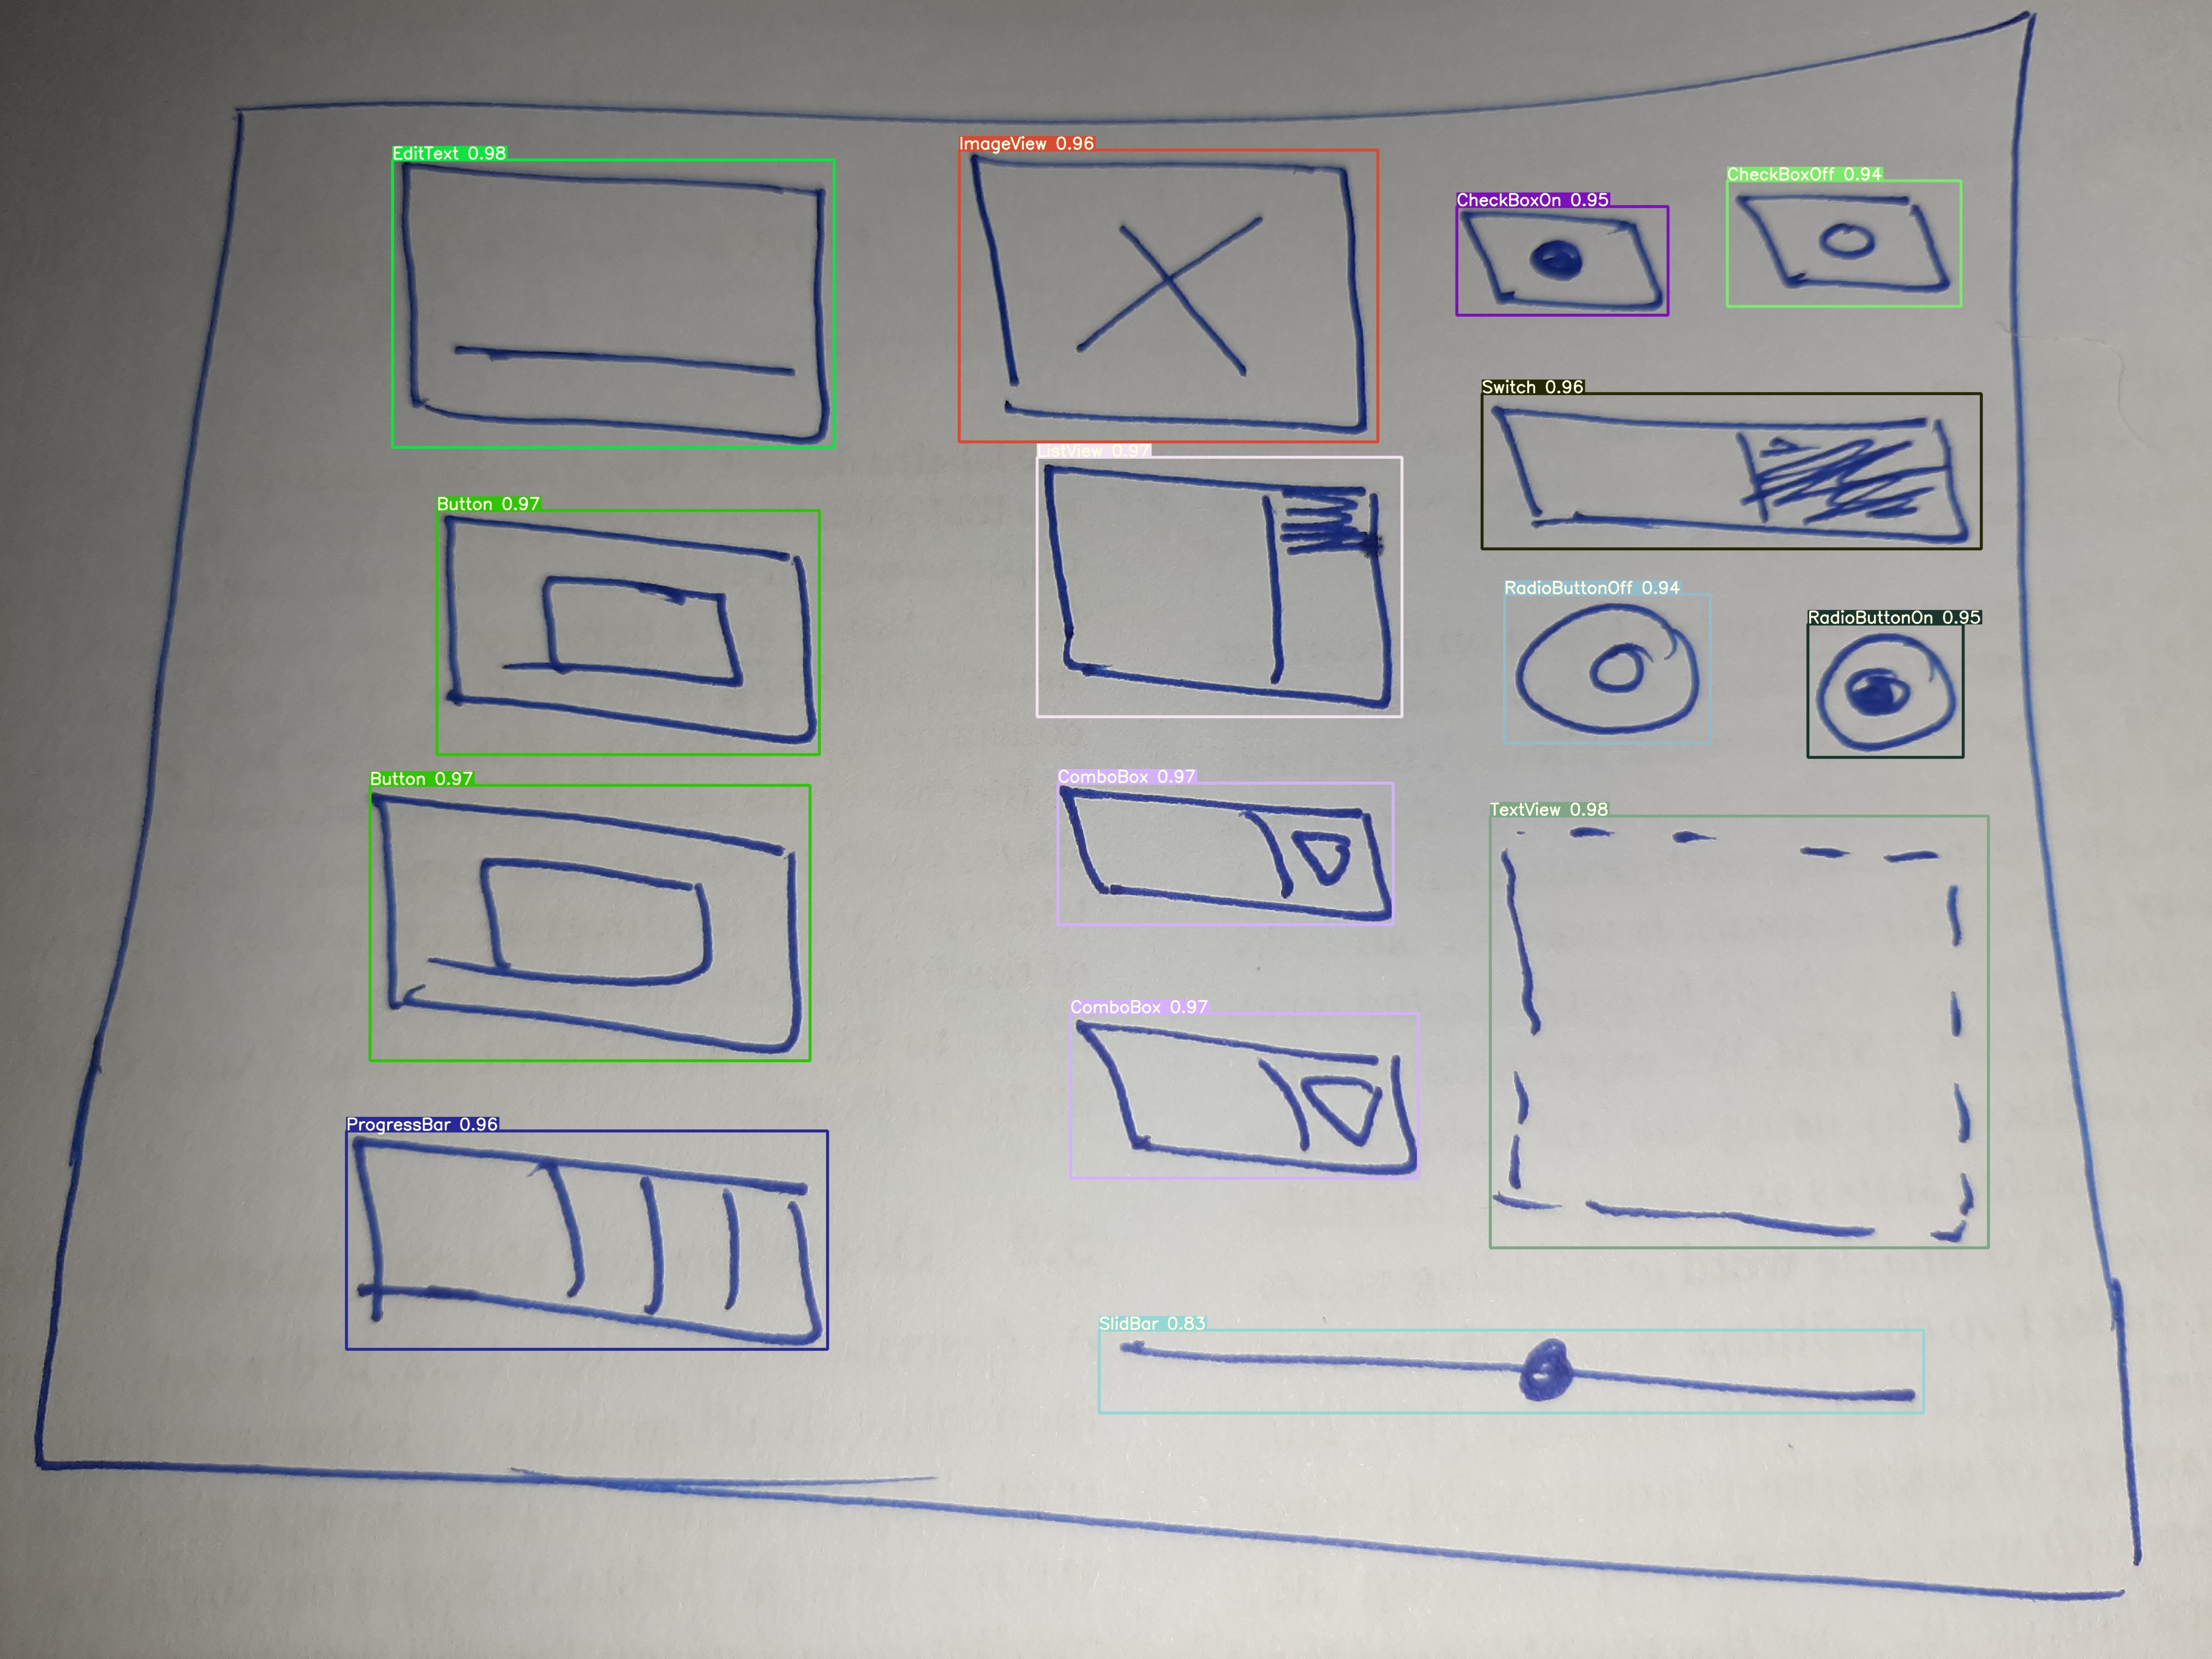 EditText 0.98
ImageView 0.96
CheckBoxOn 0.95
CheckBoxOff 0.94
Switch 0.96
ListView 0.97
Button 0.97
RadioButtonOff 0.94
RadioButtonOn 0.95
Button 0.97
ComboBox 0.97
TextView 0.98
ComboBox 0.97
ProgressBar 0.96
SlidBar 0.83